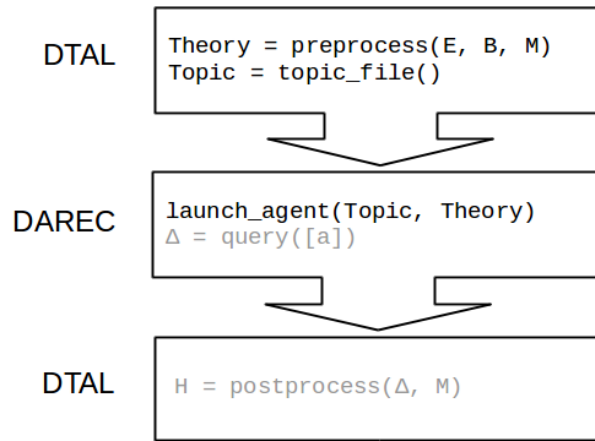 DTAL
Theory = preprocess(E, B, M)
Topic = topic_file()
DAREC
launch_agent(Topic, Theory)
Δ = query([a])
DTAL
H = postprocess(Δ, M)